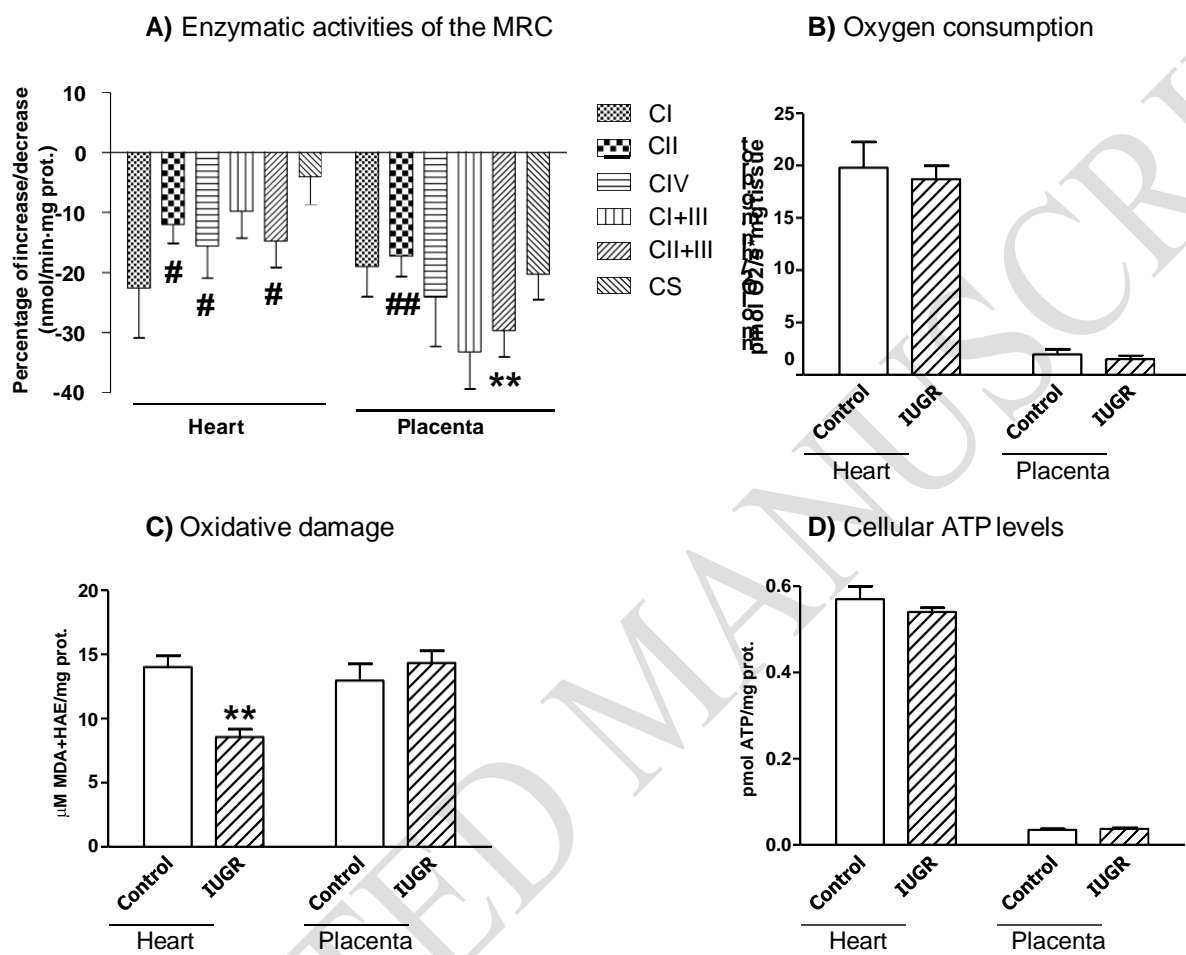 A) Enzymatic activities of the MRC
Percentage of increase/decrease
(nmol/min·mg prot.)
10
0
-10
-20
-30
-40
#
#
#
##
**
Heart
Placenta
CI
CII
CIV
CI+III
CII+III
CS
B) Oxygen consumption
pmol O2/s*mgtissue
25
20
15
10
5
0
Control
IUGR
Control
IUGR
Heart
Placenta
C) Oxidative damage
µM MDA+HAE/mg prot.
20
15
10
5
0
**
Control
IUGR
Control
IUGR
Heart
Placenta
D) Cellular ATP levels
pmol ATP/mg prot.
0.6
0.4
0.2
0.0
Control
IUGR
Control
IUGR
Heart
Placenta
TED MANUSCRI